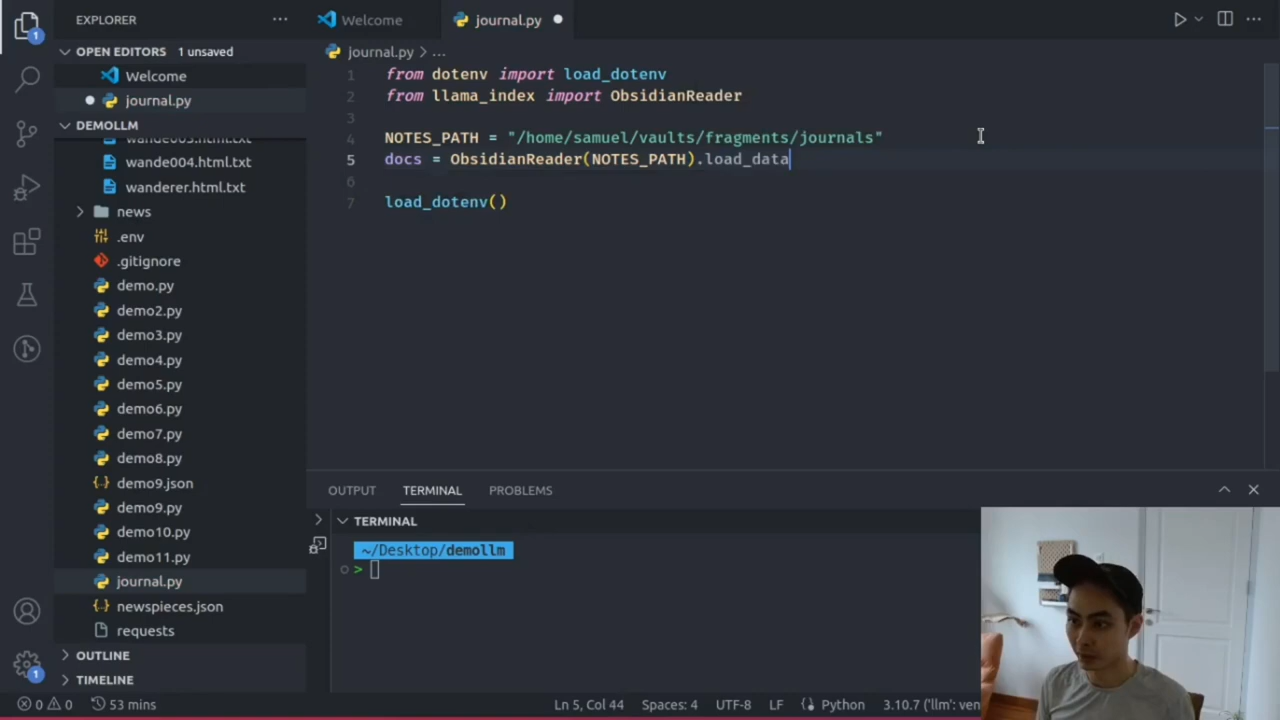 EXPLORER
Welcome
journal.py
OPEN EDITORS 1 unsaved
Welcome
journal.py
DEMOLLM
wande004.html.txt
wanderer.html.txt
news
.env
.gitignore
demo.py
demo2.py
demo3.py
demo4.py
demo5.py
demo6.py
demo7.py
demo8.py
demo9.json
demo9.py
demo10.py
demo11.py
journal.py
newspieces.json
requests
OUTLINE
TIMELINE
journal.py > ...
1 from dotenv import load_dotenv
2 from llama_index import ObsidianReader
3
4 NOTES_PATH = "/home/samuel/vaults/fragments/journals"
5 docs = ObsidianReader(NOTES_PATH).load_data
6
7 load_dotenv()
OUTPUT TERMINAL PROBLEMS
TERMINAL
~/Desktop/demollm
>
1
1
0 0 53 mins Ln 5, Col 44 Spaces: 4 UTF-8 LF Python 3.10.7 ('llm': ven